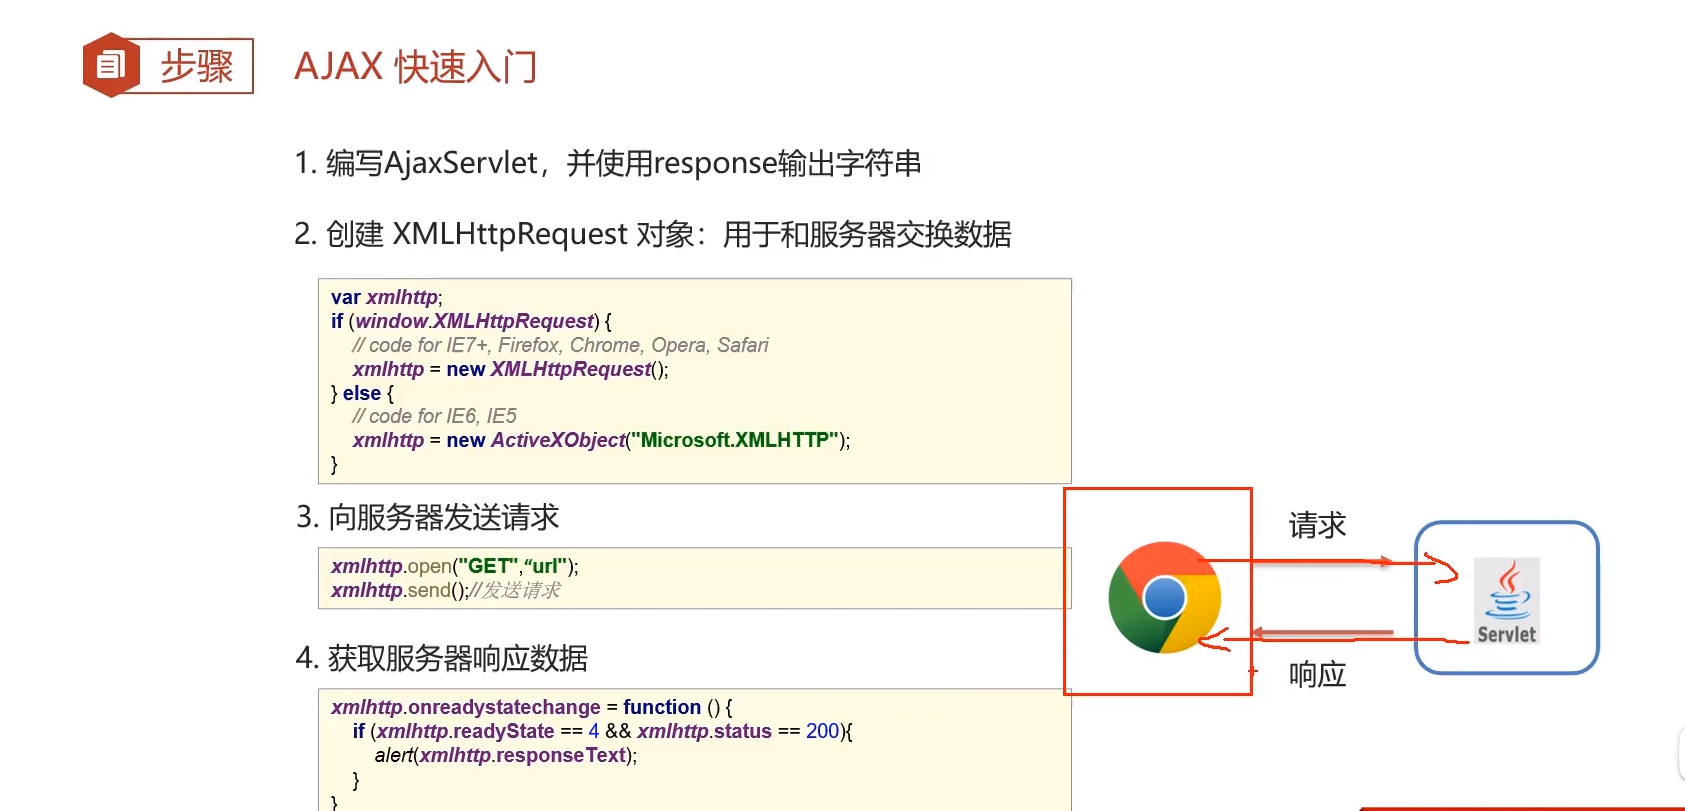 步骤
AJAX 快速入门
1. 编写AjaxServlet，并使用response输出字符串
2. 创建 XMLHttpRequest 对象：用于和服务器交换数据
var xmlhttp;
if (window.XMLHttpRequest) {
// code for IE7+, Firefox, Chrome, Opera, Safari
xmlhttp = new XMLHttpRequest();
} else {
// code for IE6, IE5
xmlhttp = new ActiveXObject("Microsoft.XMLHTTP");
}
3. 向服务器发送请求
xmlhttp.open("GET",“url");
xmlhttp.send();//发送请求
4. 获取服务器响应数据
xmlhttp.onreadystatechange = function () {
if (xmlhttp.readyState == 4 && xmlhttp.status == 200){
alert(xmlhttp.responseText);
}
}
请求
Servlet
响应